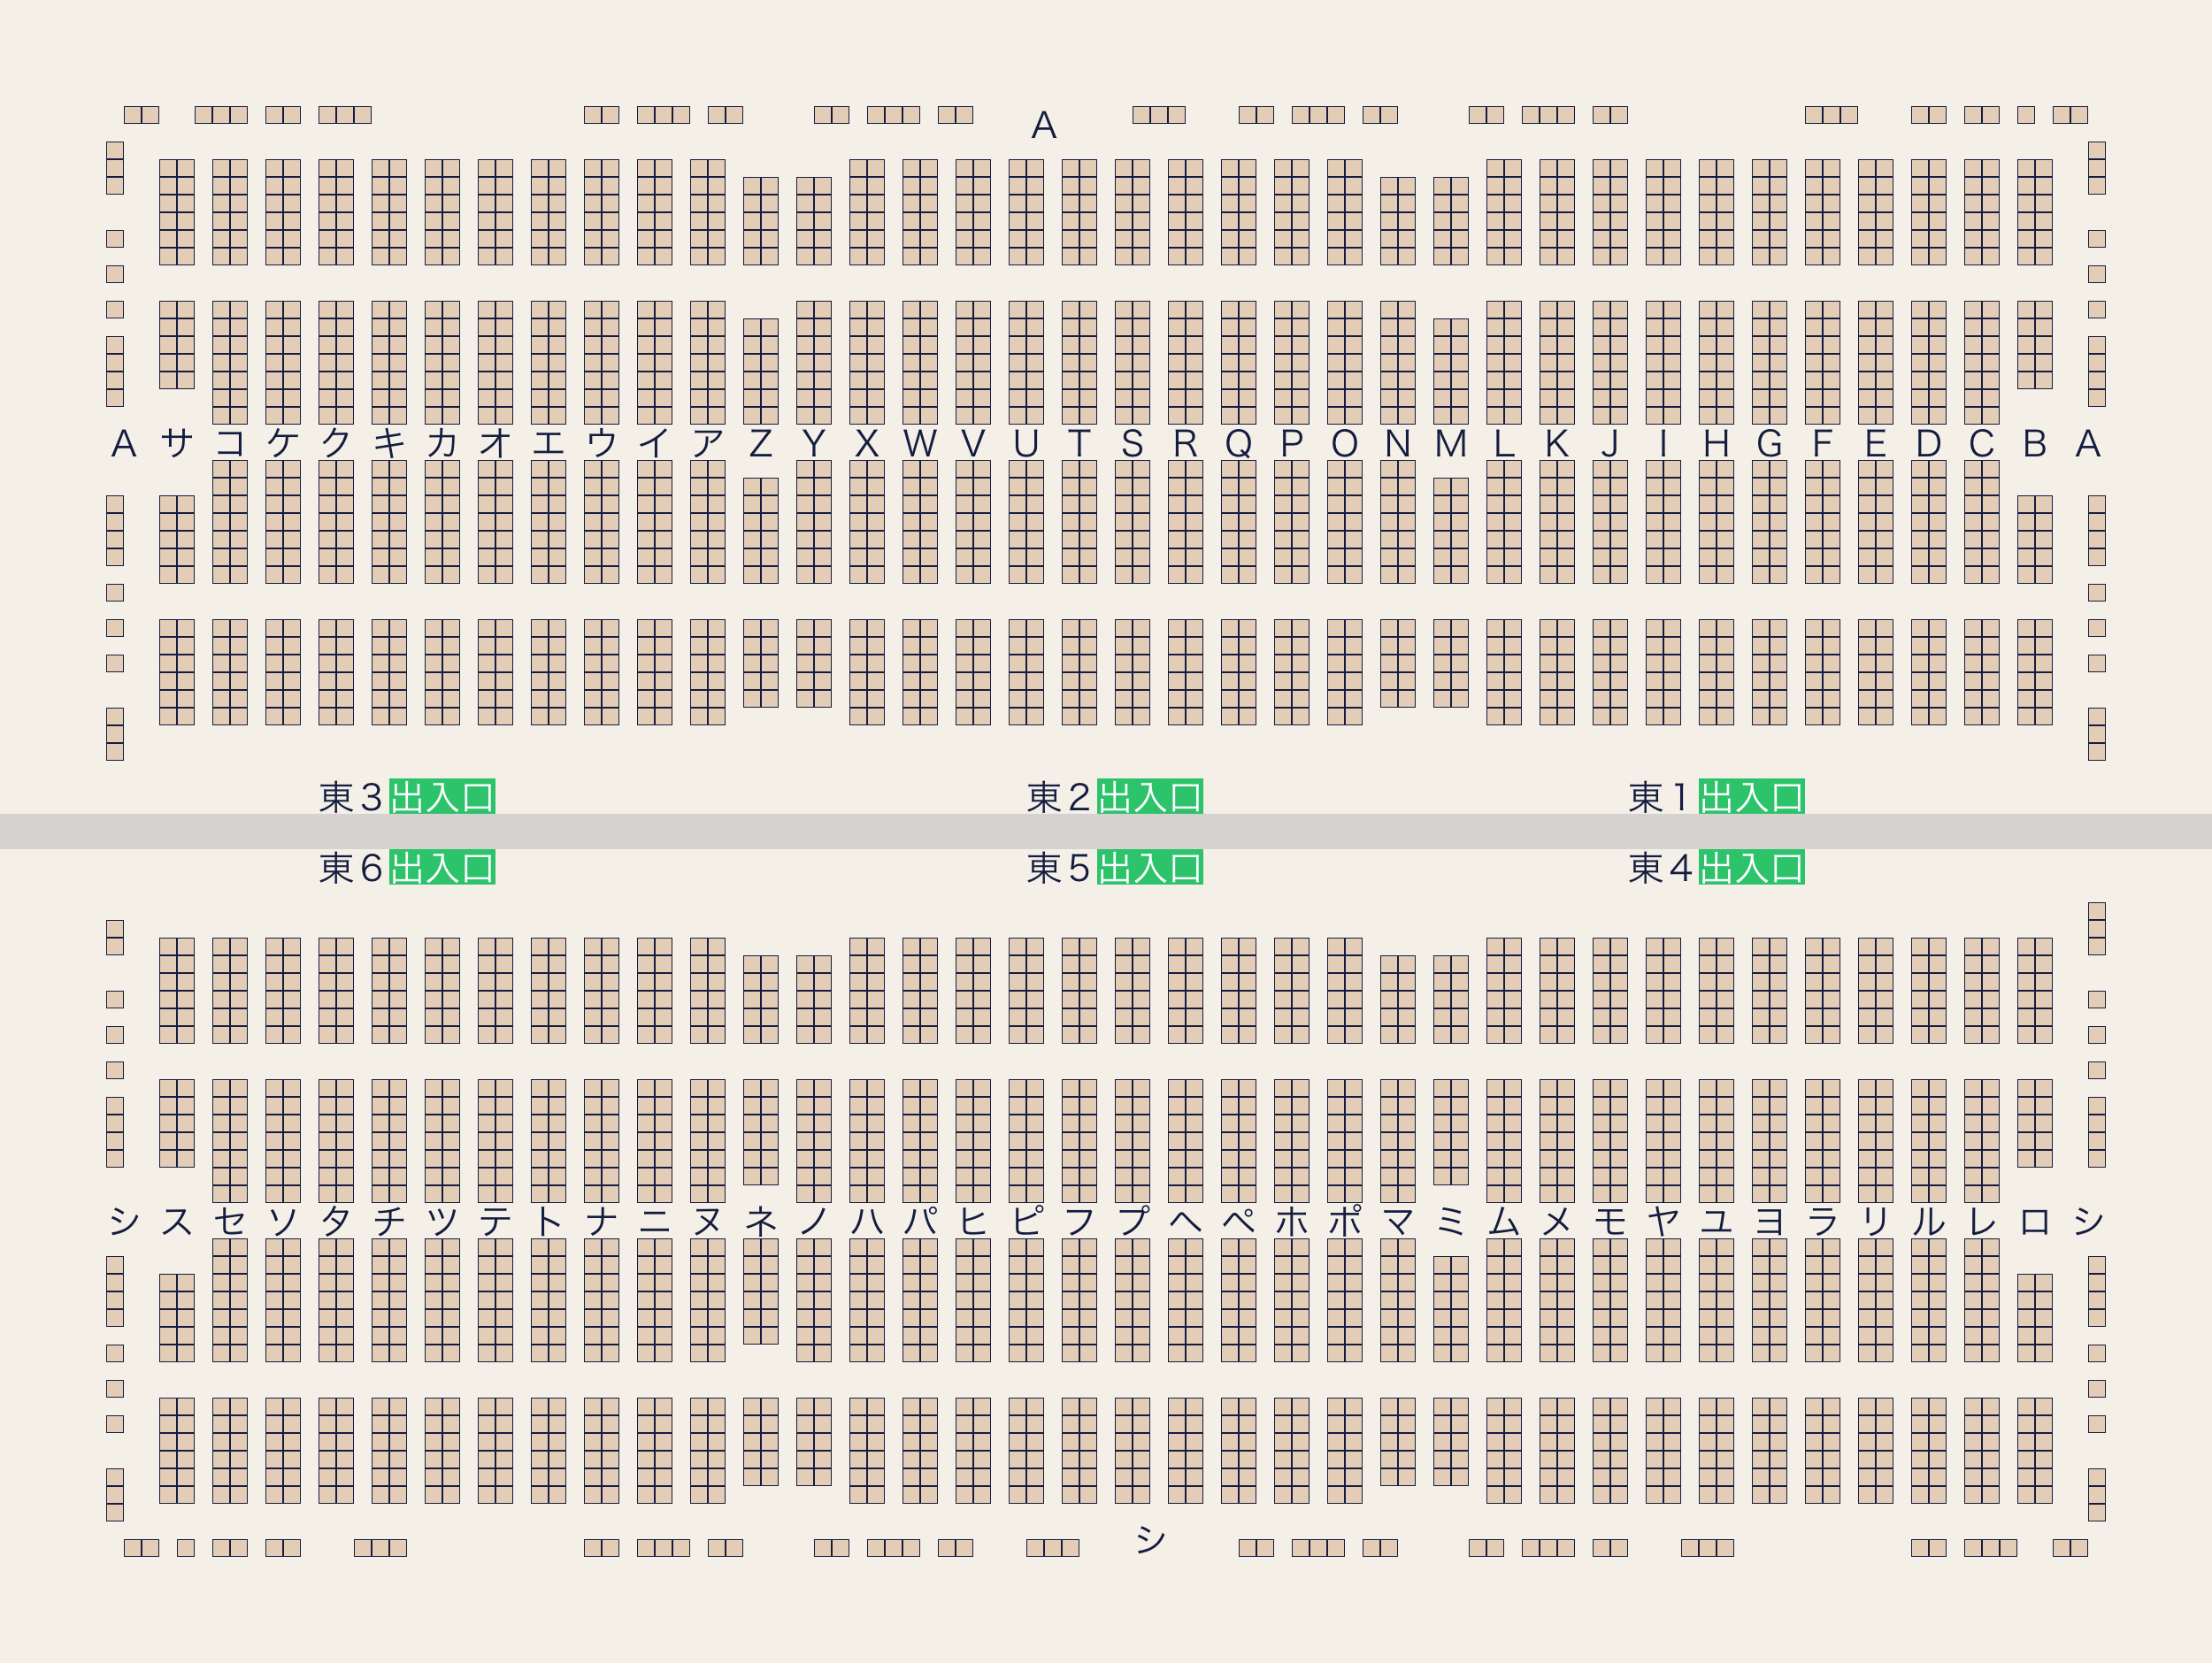 A
A サ コ ケ ク キ カ オ エ ウ イ ア Z Y X W V U T S R Q P O N M L K J I H G F E D C B A
東3 出入口 東2 出入口 東1 出入口
東6 出入口 東5 出入口 東4 出入口
シ ス セ ソ タ チ ツ テ ト ナ ニ ヌ ネ ノ ハ パ ヒ ピ フ プ ヘ ペ ホ ポ マ ミ ム メ モ ヤ ユ ヨ ラ リ ル レ ロ シ
シ